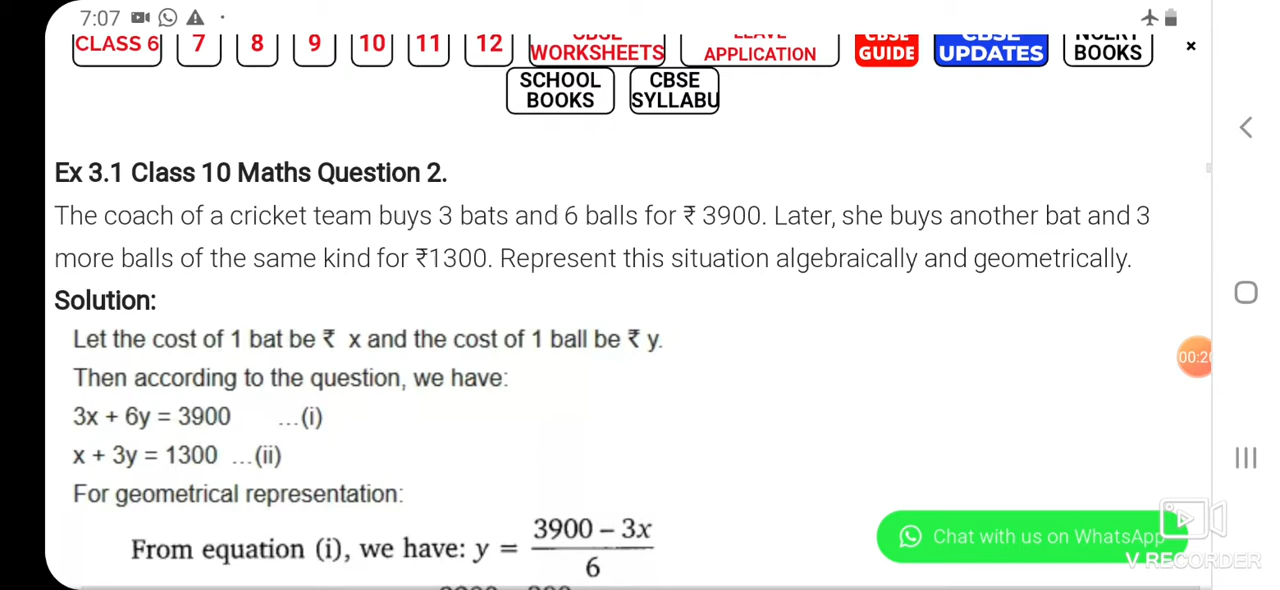 7:07
CLASS 6 7 8 9 10 11 12 WORKSHEETS LEAVE APPLICATION CBSE GUIDE CBSE UPDATES NCERT BOOKS ×
SCHOOL BOOKS CBSE SYLLABU
Ex 3.1 Class 10 Maths Question 2.
The coach of a cricket team buys 3 bats and 6 balls for ₹ 3900. Later, she buys another bat and 3
more balls of the same kind for ₹1300. Represent this situation algebraically and geometrically.
Solution:
Let the cost of 1 bat be ₹ x and the cost of 1 ball be ₹ y.
Then according to the question, we have:
3x + 6y = 3900 ...(i)
x + 3y = 1300 ...(ii)
For geometrical representation:
From equation (i), we have: y = (3900 – 3x)/6
Chat with us on WhatsApp
V RECORDER